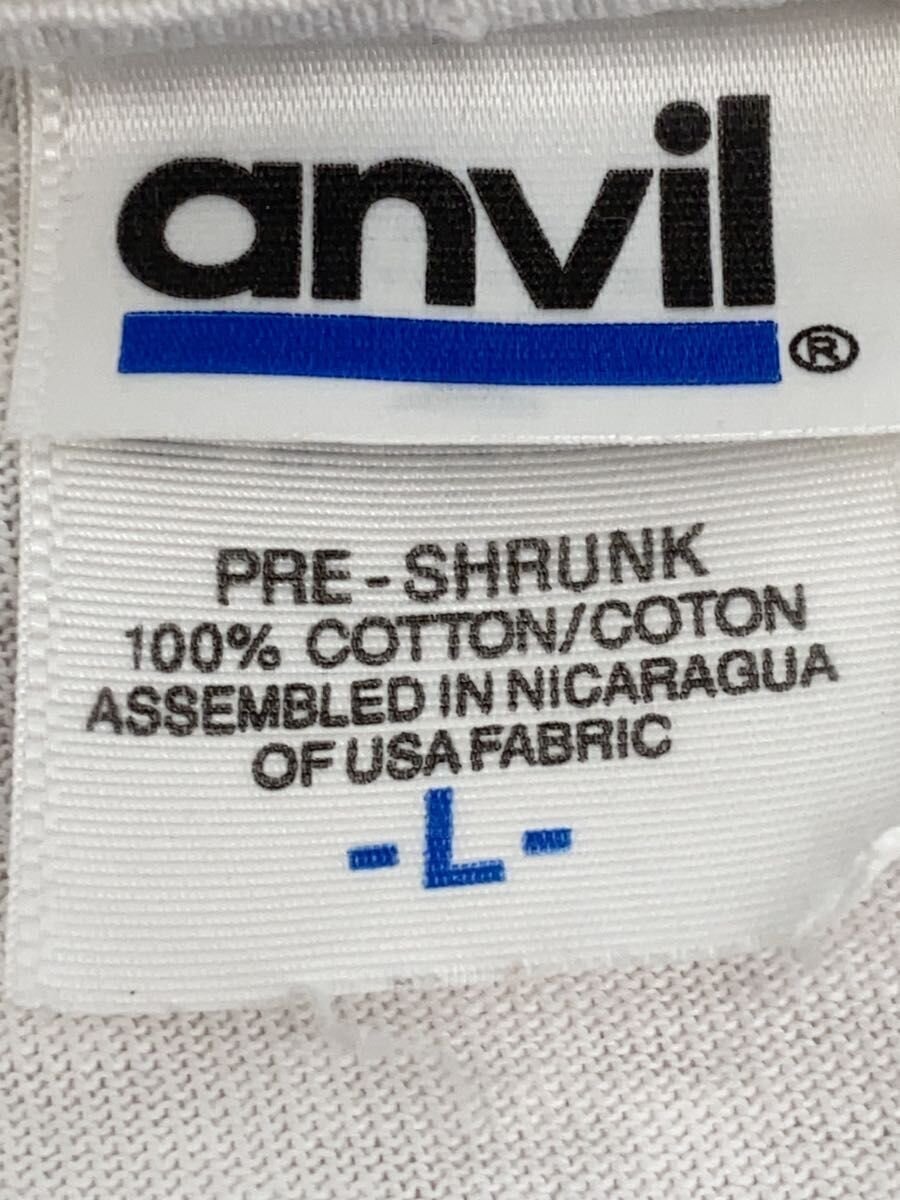 anvil®
PRE-SHRUNK
100% COTTON/COTON
ASSEMBLED IN NICARAGUA
OF USA FABRIC
-L-